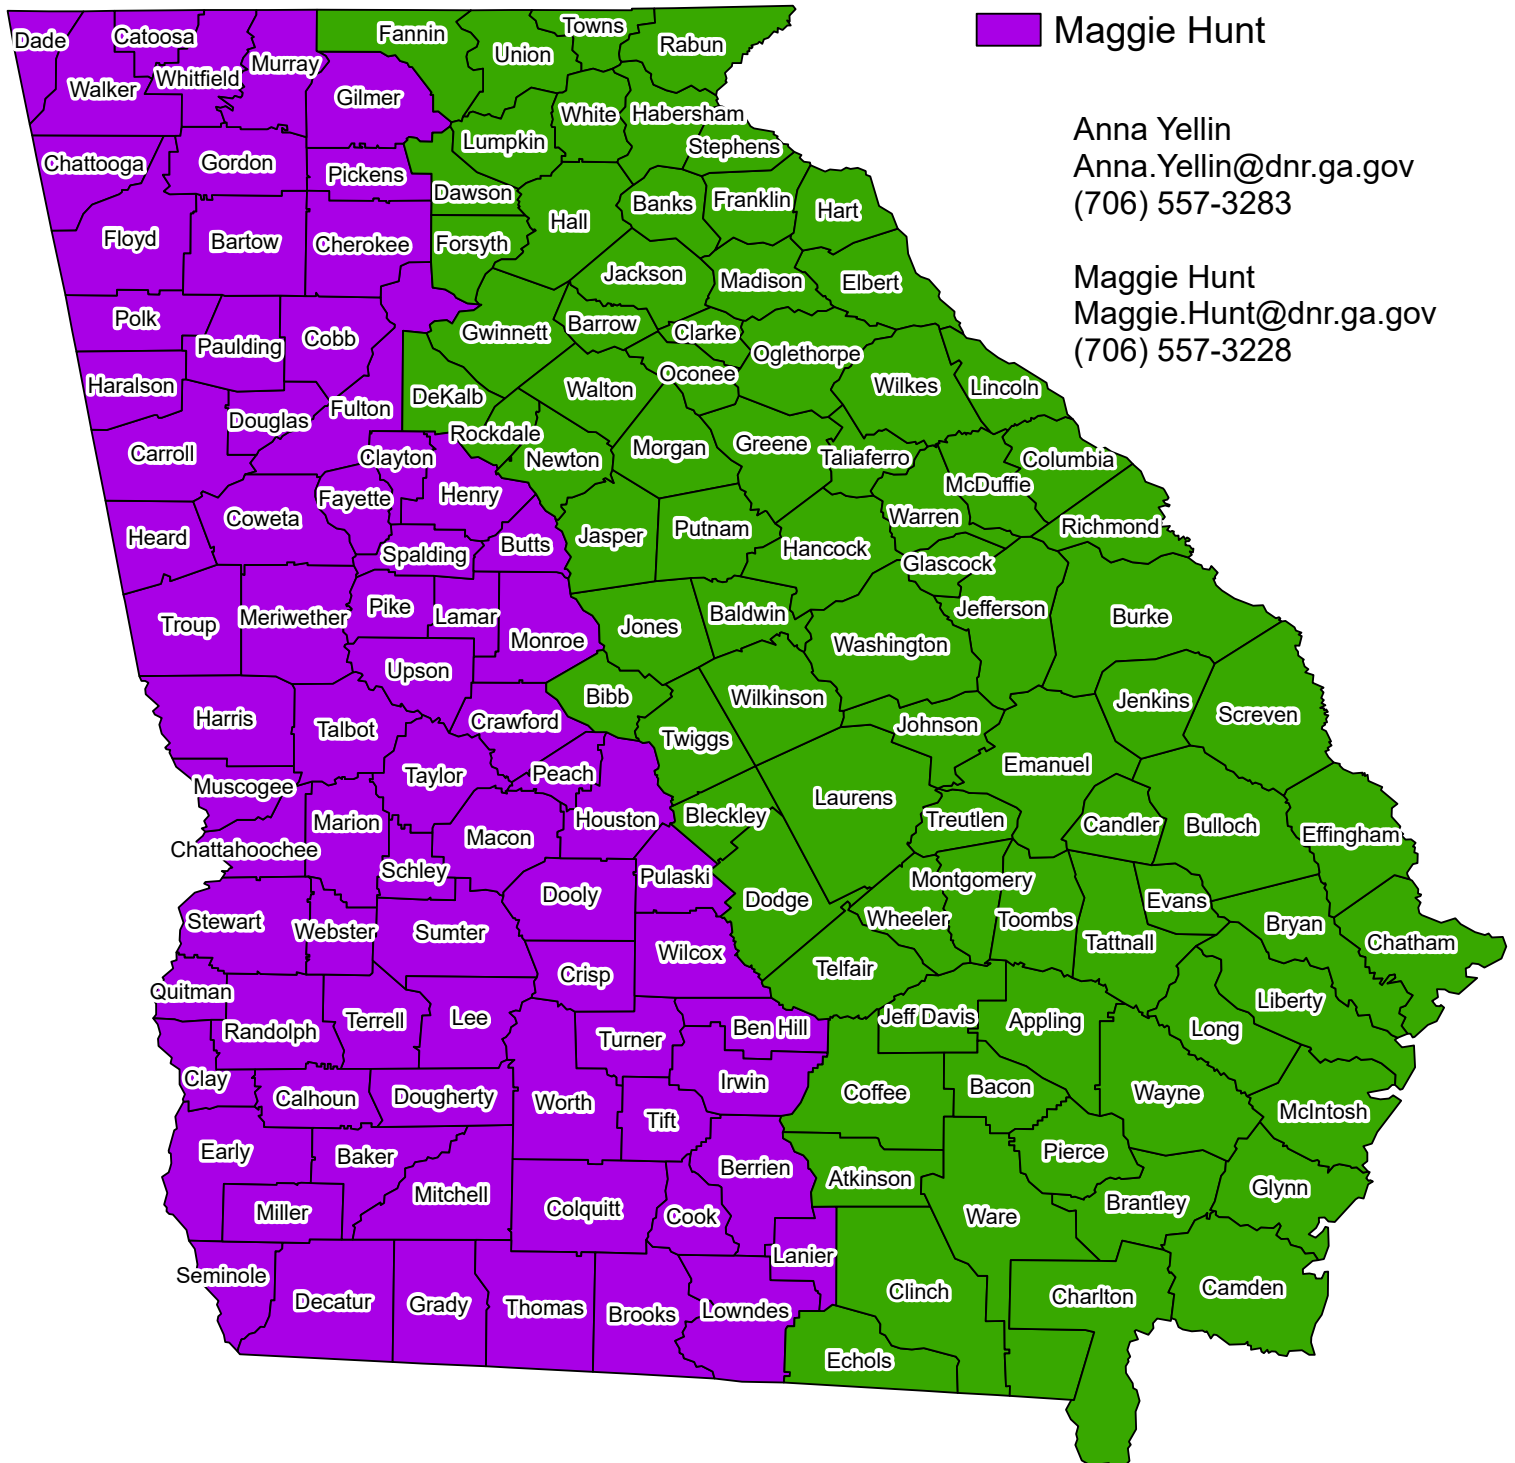 Maggie Hunt
Anna Yellin
Anna.Yellin@dnr.ga.gov
(706) 557-3283
Maggie Hunt
Maggie.Hunt@dnr.ga.gov
(706) 557-3228
Dade
Catoosa
Walker
Whitfield
Murray
Fannin
Union
Towns
Rabun
Gilmer
White
Habersham
Stephens
Lumpkin
Chattooga
Gordon
Pickens
Dawson
Hall
Banks
Franklin
Hart
Floyd
Bartow
Cherokee
Forsyth
Jackson
Madison
Elbert
Polk
Paulding
Cobb
Gwinnett
Barrow
Clarke
Oglethorpe
Oconee
Haralson
Douglas
Fulton
DeKalb
Walton
Wilkes
Lincoln
Carroll
Clayton
Rockdale
Newton
Morgan
Greene
Taliaferro
McDuffie
Columbia
Heard
Coweta
Fayette
Henry
Spalding
Butts
Jasper
Putnam
Hancock
Warren
Glascock
Richmond
Troup
Meriwether
Pike
Lamar
Monroe
Jones
Baldwin
Washington
Jefferson
Burke
Upson
Harris
Talbot
Crawford
Bibb
Twiggs
Wilkinson
Johnson
Jenkins
Screven
Emanuel
Muscogee
Taylor
Peach
Houston
Bleckley
Laurens
Treutlen
Candler
Bulloch
Effingham
Chattahoochee
Marion
Schley
Macon
Dooly
Pulaski
Dodge
Montgomery
Wheeler
Toombs
Tattnall
Evans
Bryan
Chatham
Stewart
Webster
Sumter
Crisp
Wilcox
Telfair
Quitman
Randolph
Terrell
Lee
Turner
Ben Hill
Jeff Davis
Appling
Long
Liberty
Clay
Calhoun
Dougherty
Worth
Irwin
Coffee
Bacon
Wayne
McIntosh
Early
Baker
Tift
Berrien
Atkinson
Pierce
Miller
Mitchell
Colquitt
Cook
Ware
Brantley
Glynn
Seminole
Decatur
Grady
Thomas
Brooks
Lowndes
Lanier
Clinch
Charlton
Camden
Echols